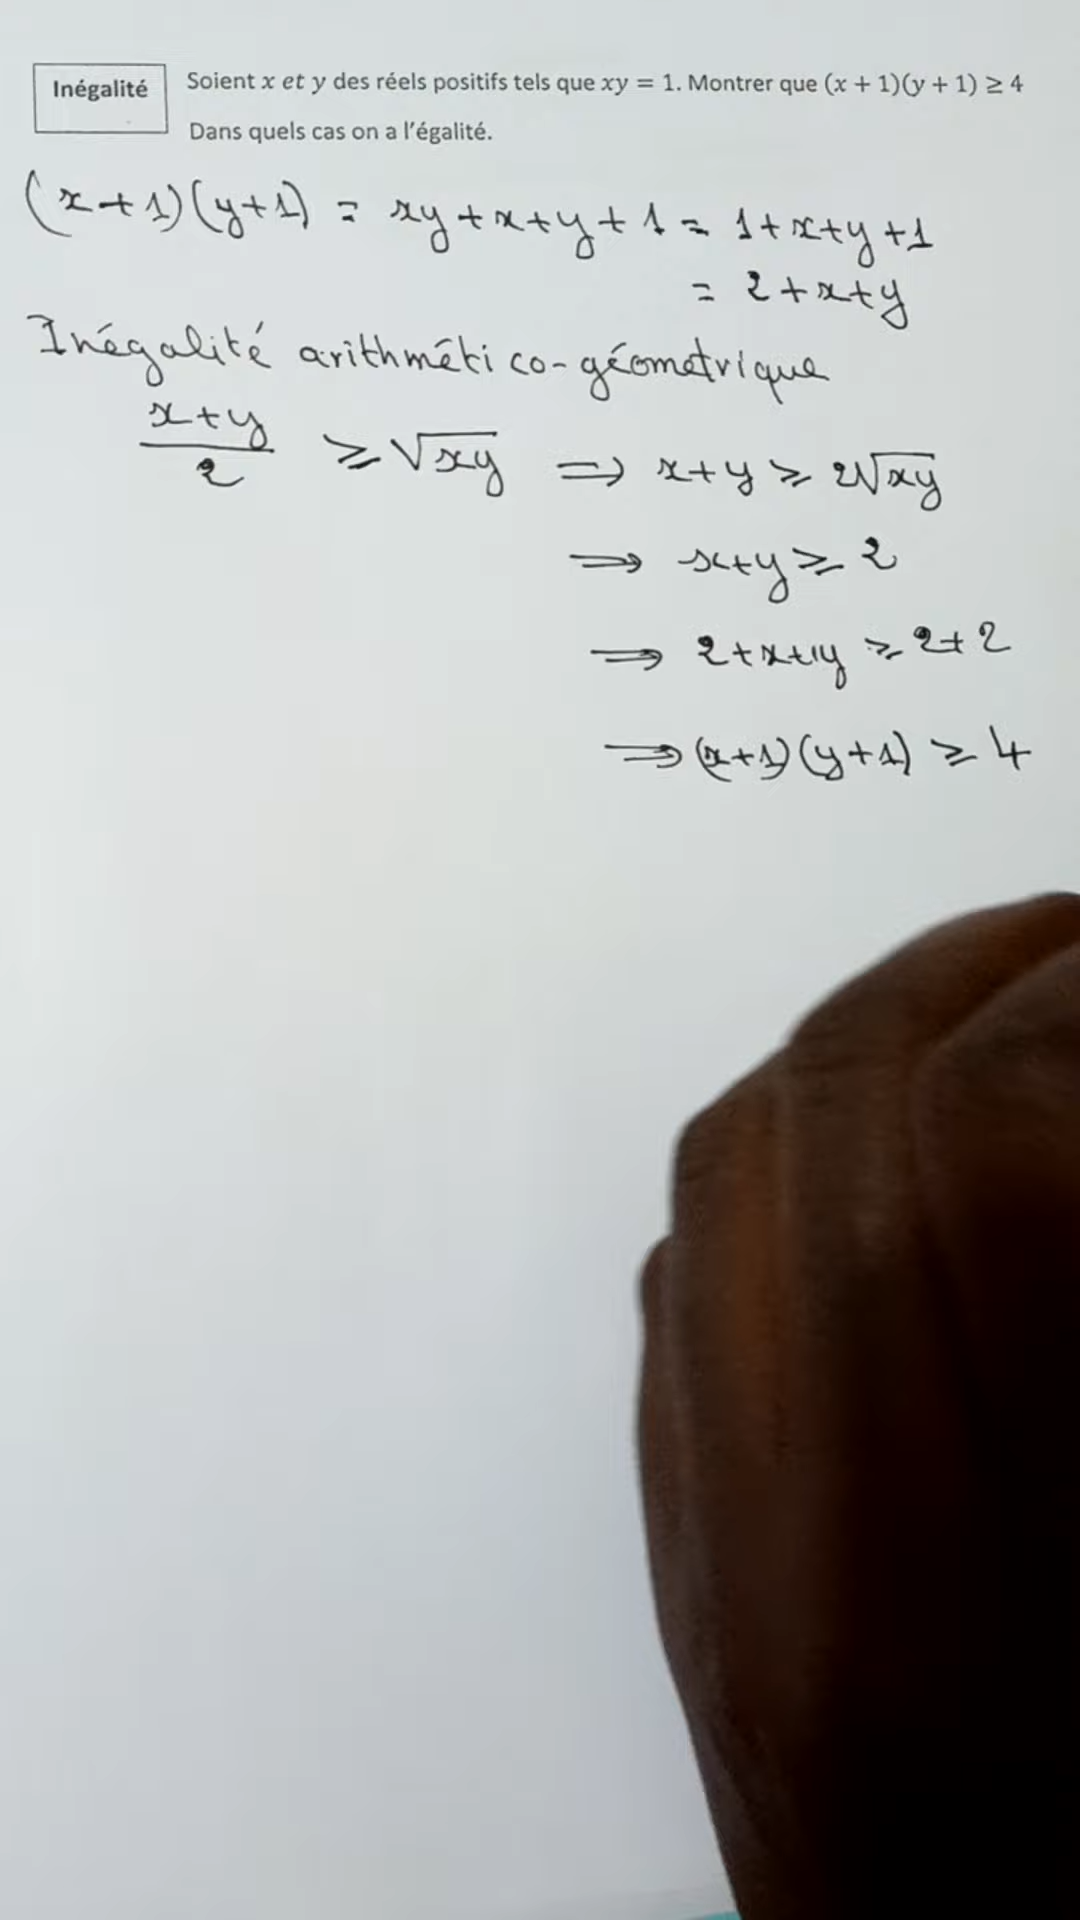 Inégalité
Soient x et y des réels positifs tels que xy = 1. Montrer que (x + 1)(y + 1) ≥ 4
Dans quels cas on a l'égalité.
(x+1)(y+1) = xy+x+y+1 = 1+x+y+1
= 2+x+y
Inégalité arithmético-géométrique
(x+y)/2 ≥ √xy ⟹ x+y ≥ 2√xy
⟹ x+y ≥ 2
⟹ 2+x+y ≥ 2+2
⟹ (x+1)(y+1) ≥ 4